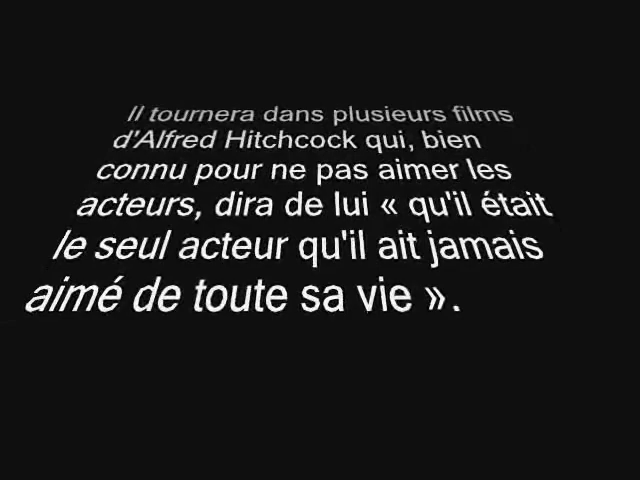 Il tournera dans plusieurs films
d'Alfred Hitchcock qui, bien
connu pour ne pas aimer les
acteurs, dira de lui « qu'il était
le seul acteur qu'il ait jamais
aimé de toute sa vie ».